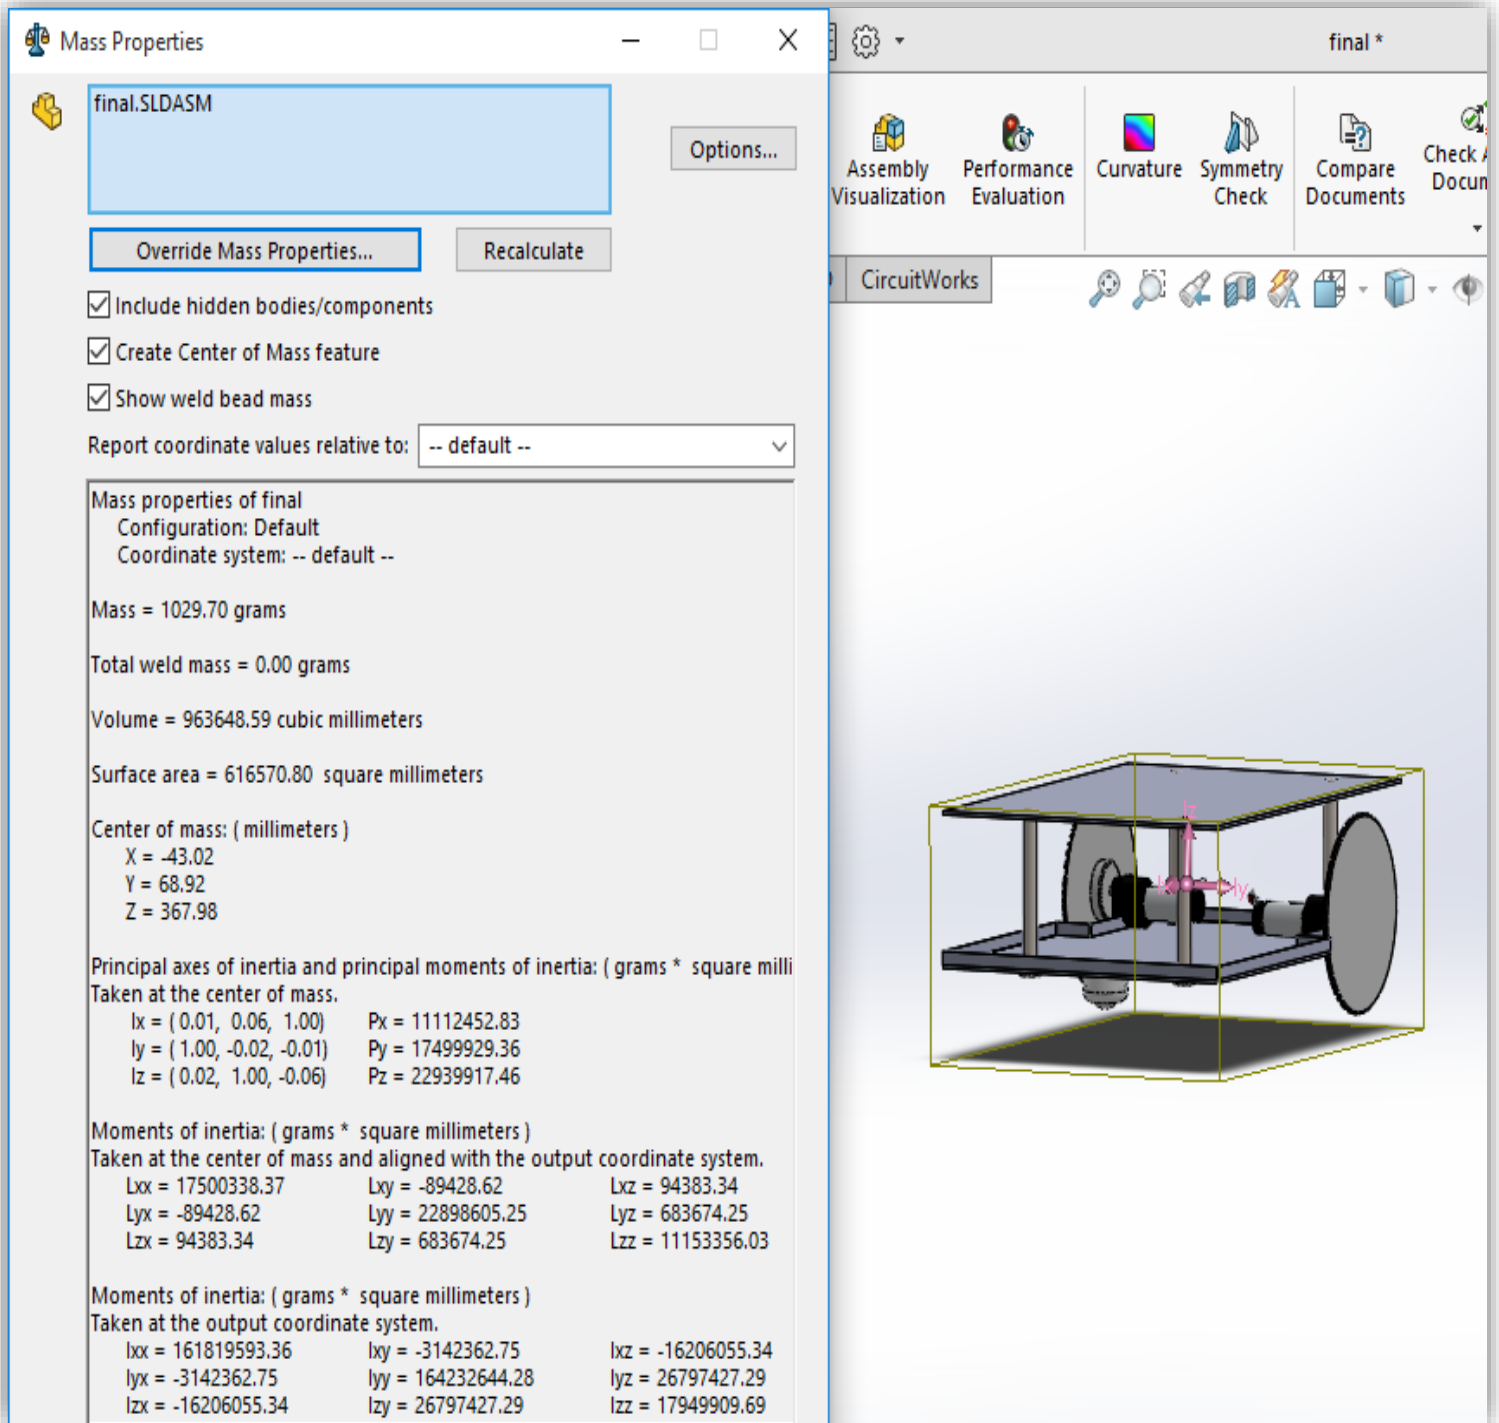 Mass Properties
final.SLDASM
Options...
Override Mass Properties...
Recalculate
Include hidden bodies/components
Create Center of Mass feature
Show weld bead mass
Report coordinate values relative to: -- default --
Mass properties of final
Configuration: Default
Coordinate system: -- default --
Mass = 1029.70 grams
Total weld mass = 0.00 grams
Volume = 963648.59 cubic millimeters
Surface area = 616570.80 square millimeters
Center of mass: ( millimeters )
X = -43.02
Y = 68.92
Z = 367.98
Principal axes of inertia and principal moments of inertia: ( grams * square milli
Taken at the center of mass.
Ix = ( 0.01, 0.06, 1.00) Px = 11112452.83
Iy = ( 1.00, -0.02, -0.01) Py = 17499929.36
Iz = ( 0.02, 1.00, -0.06) Pz = 22939917.46
Moments of inertia: ( grams * square millimeters )
Taken at the center of mass and aligned with the output coordinate system.
Lxx = 17500338.37 Lxy = -89428.62 Lxz = 94383.34
Lyx = -89428.62 Lyy = 22898605.25 Lyz = 683674.25
Lzx = 94383.34 Lzy = 683674.25 Lzz = 11153356.03
Moments of inertia: ( grams * square millimeters )
Taken at the output coordinate system.
Ixx = 161819593.36 Ixy = -3142362.75 Ixz = -16206055.34
Iyx = -3142362.75 Iyy = 164232644.28 Iyz = 26797427.29
Izx = -16206055.34 Izy = 26797427.29 Izz = 17949909.69
final *
Assembly
Visualization
Performance
Evaluation
Curvature
Symmetry
Check
Compare
Documents
Check
Docum
CircuitWorks
Iz
Iy